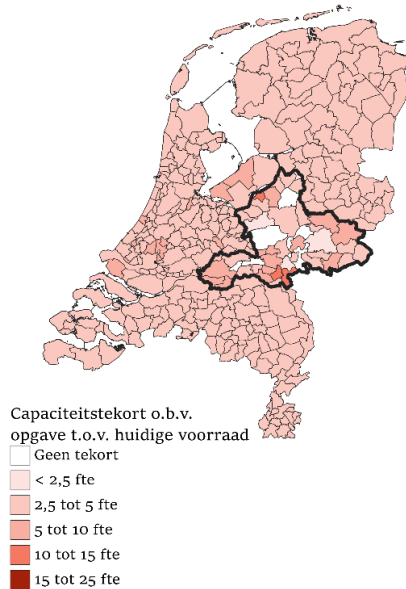 Capaciteitstekort o.b.v.
opgave t.o.v. huidige voorraad
Geen tekort
< 2,5 fte
2,5 tot 5 fte
5 tot 10 fte
10 tot 15 fte
15 tot 25 fte